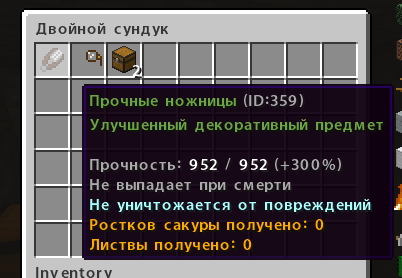 Двойной сундук
2
Прочные ножницы (ID:359)
Улучшенный декоративный предмет
Прочность: 952 / 952 (+300%)
Не выпадает при смерти
Не уничтожается от повреждений
Ростков сакуры получено: 0
Листвы получено: 0
Inventory